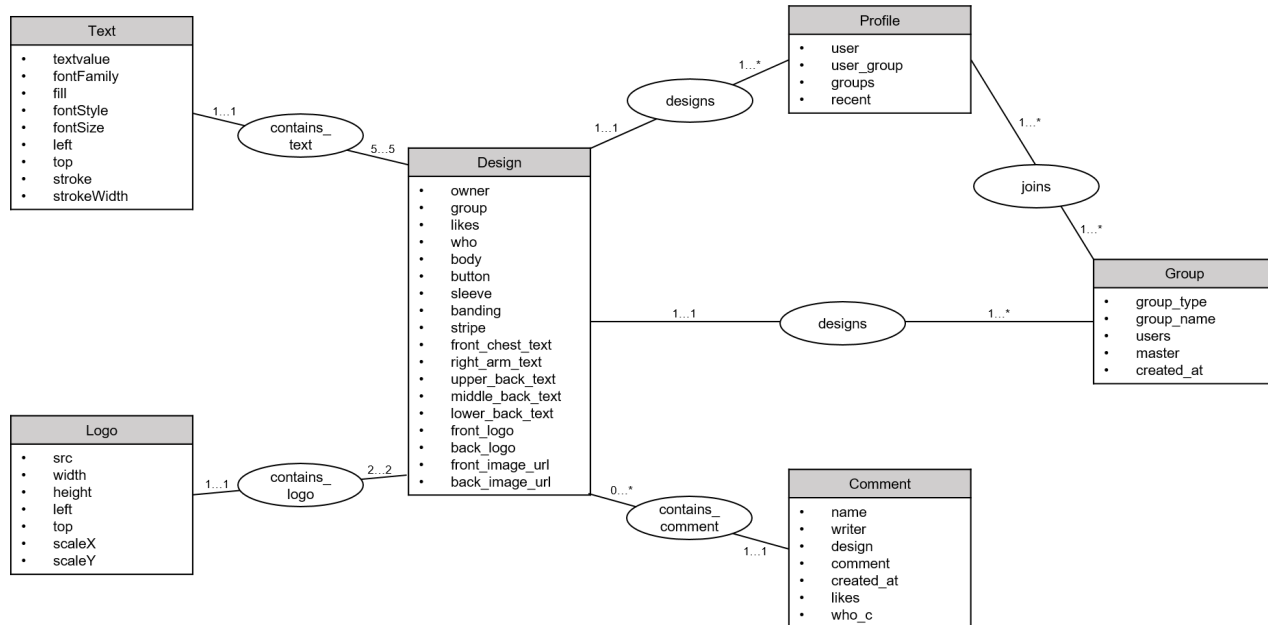 Text
• textvalue
• fontFamily
• fill
• fontStyle
• fontSize
• left
• top
• stroke
• strokeWidth
1...1
contains_
text
5...5
Profile
• user
• user_group
• groups
• recent
1...*
designs
1...1
1...*
joins
1...*
Design
• owner
• group
• likes
• who
• body
• button
• sleeve
• banding
• stripe
• front_chest_text
• right_arm_text
• upper_back_text
• middle_back_text
• lower_back_text
• front_logo
• back_logo
• front_image_url
• back_image_url
1...1
designs
1...*
Group
• group_type
• group_name
• users
• master
• created_at
Logo
• src
• width
• height
• left
• top
• scaleX
• scaleY
1...1
contains_
logo
2...2
0...*
contains_
comment
1...1
Comment
• name
• writer
• design
• comment
• created_at
• likes
• who_c